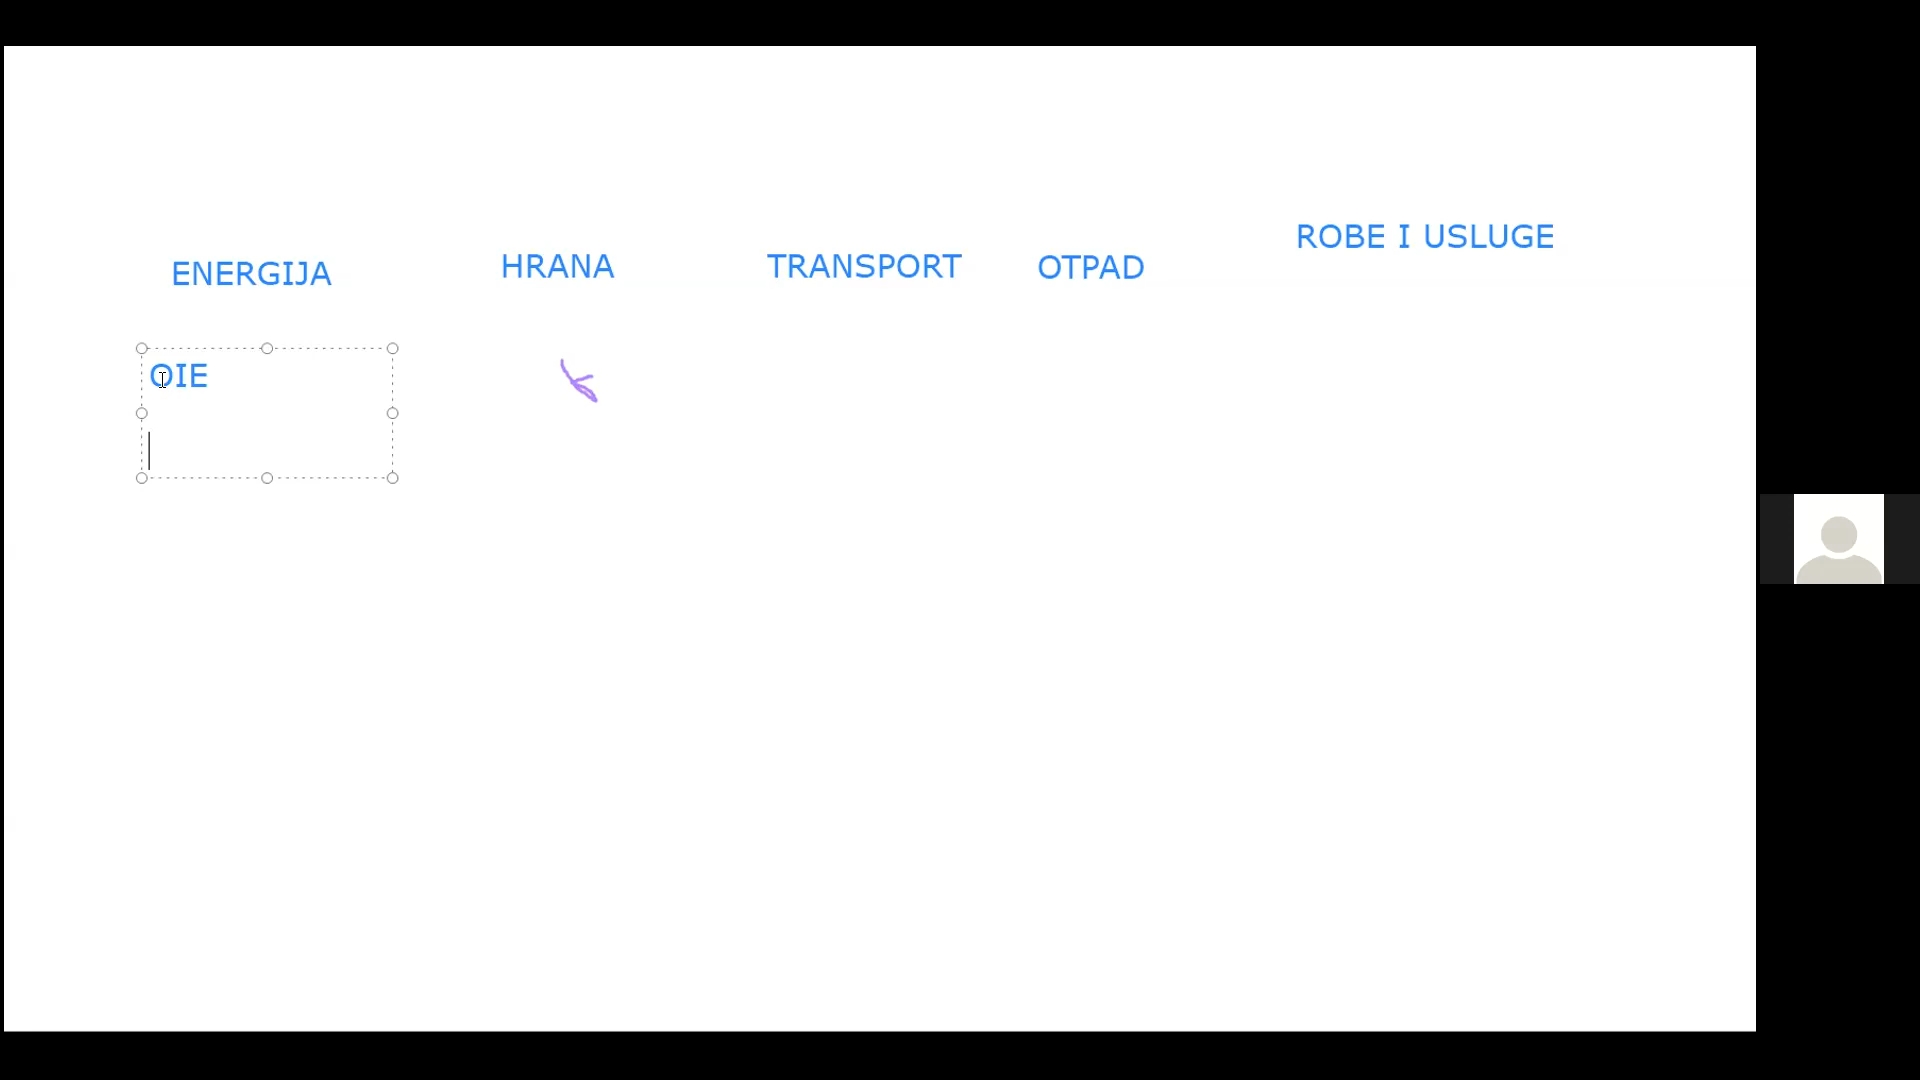 ENERGIJA
HRANA
TRANSPORT
OTPAD
ROBE I USLUGE
OIE